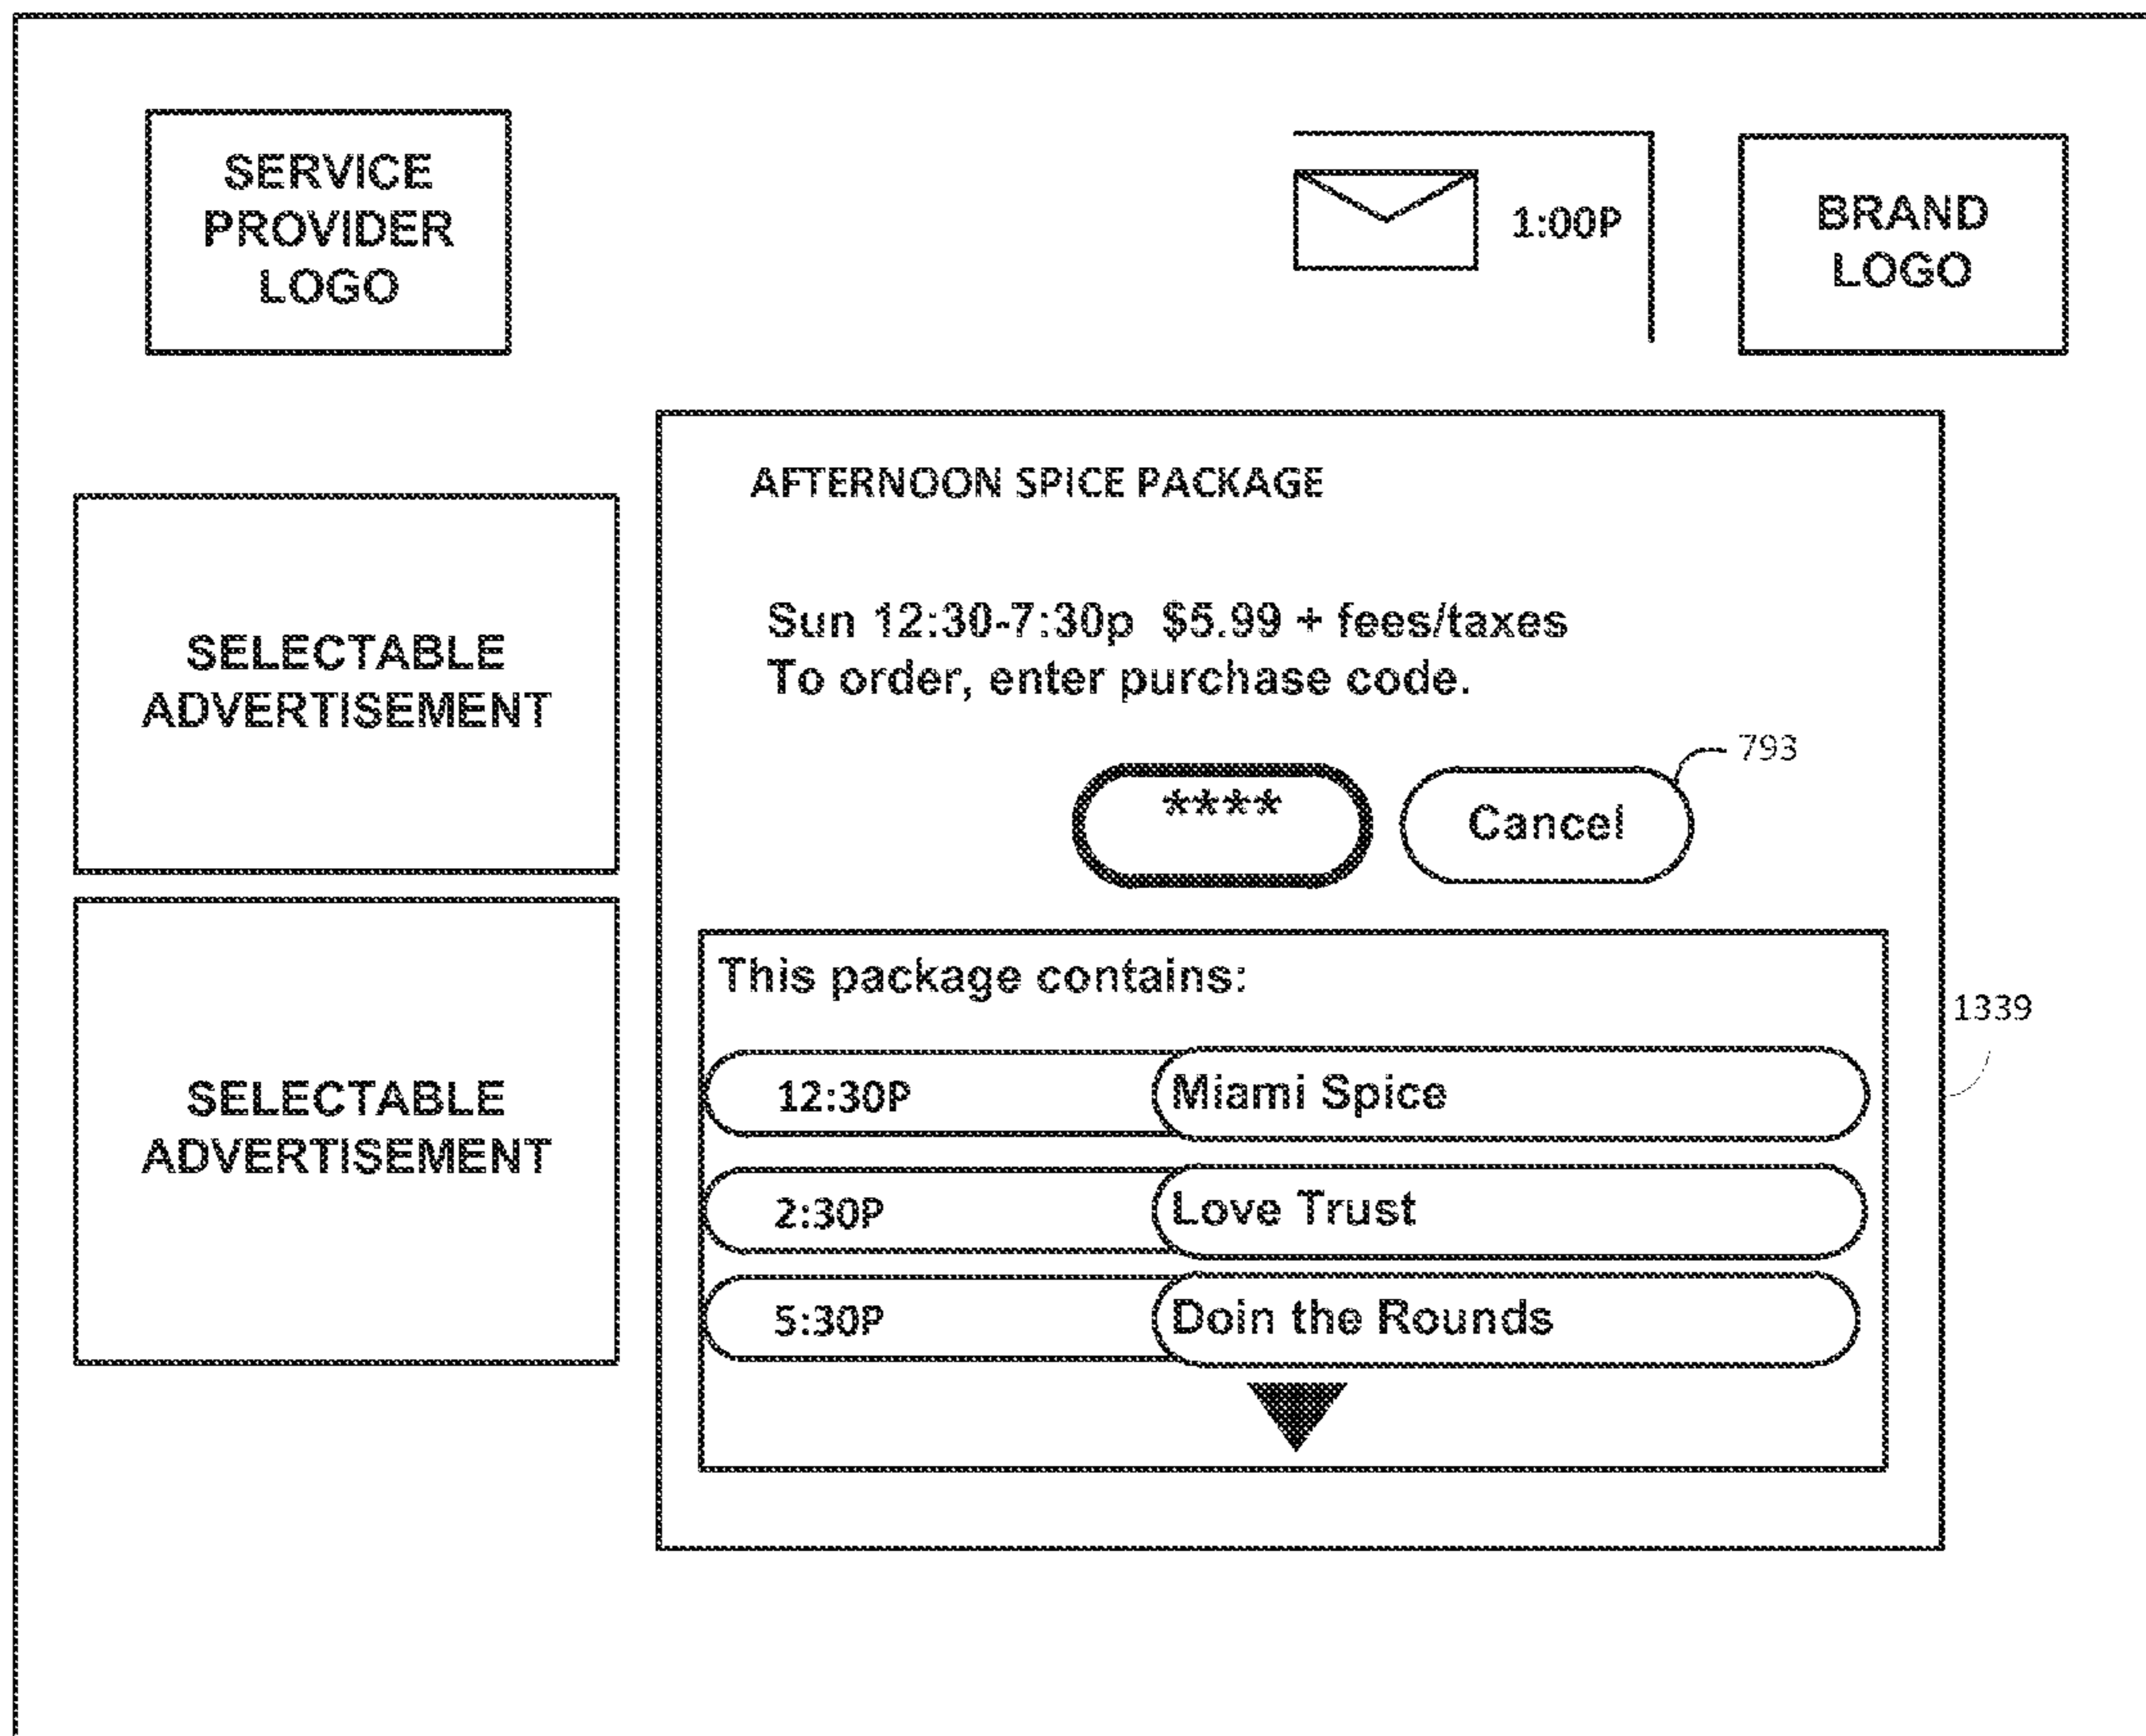 SERVICE
PROVIDER
LOGO
1:00P
BRAND
LOGO
SELECTABLE
ADVERTISEMENT
SELECTABLE
ADVERTISEMENT
AFTERNOON SPICE PACKAGE
Sun 12:30-7:30p $5.99 + fees/taxes
To order, enter purchase code.
****
Cancel
793
This package contains:
1339
12:30P Miami Spice
2:30P Love Trust
5:30P Doin the Rounds